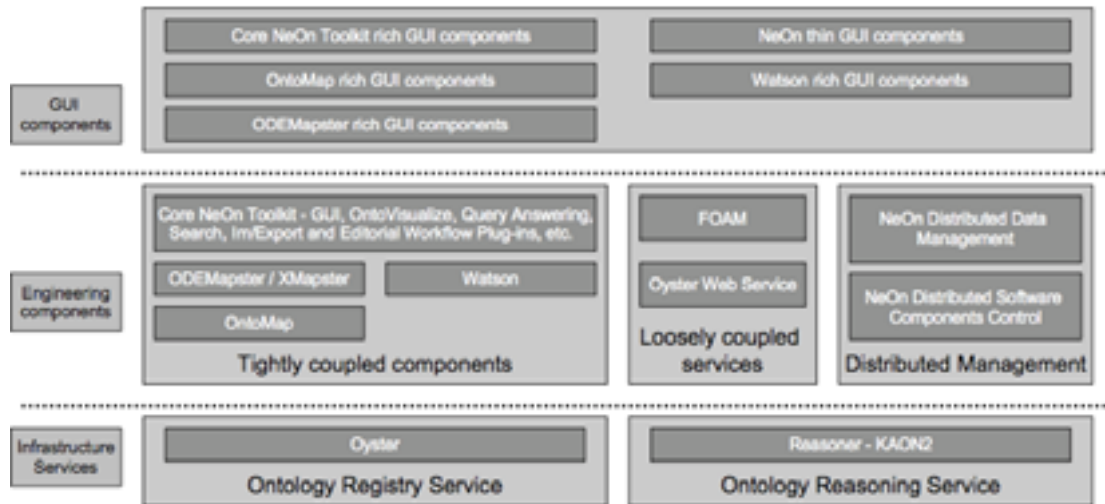 Core NeOn Toolkit rich GUI components
NeOn thin GUI components
OntoMap rich GUI components
Watson rich GUI components
ODEMapster rich GUI components
GUI
components
Core NeOn Toolkit - GUI, OntoVisualize, Query Answering,
Search, Im/Export and Editorial Workflow Plug-ins, etc.
ODEMapster / XMapster
Watson
OntoMap
Tightly coupled components
FOAM
Oyster Web Service
Loosely coupled
services
NeOn Distributed Data
Management
NeOn Distributed Software
Components Control
Distributed Management
Engineering
components
Infrastructure
Services
Oyster
Ontology Registry Service
Reasoner - KAON2
Ontology Reasoning Service